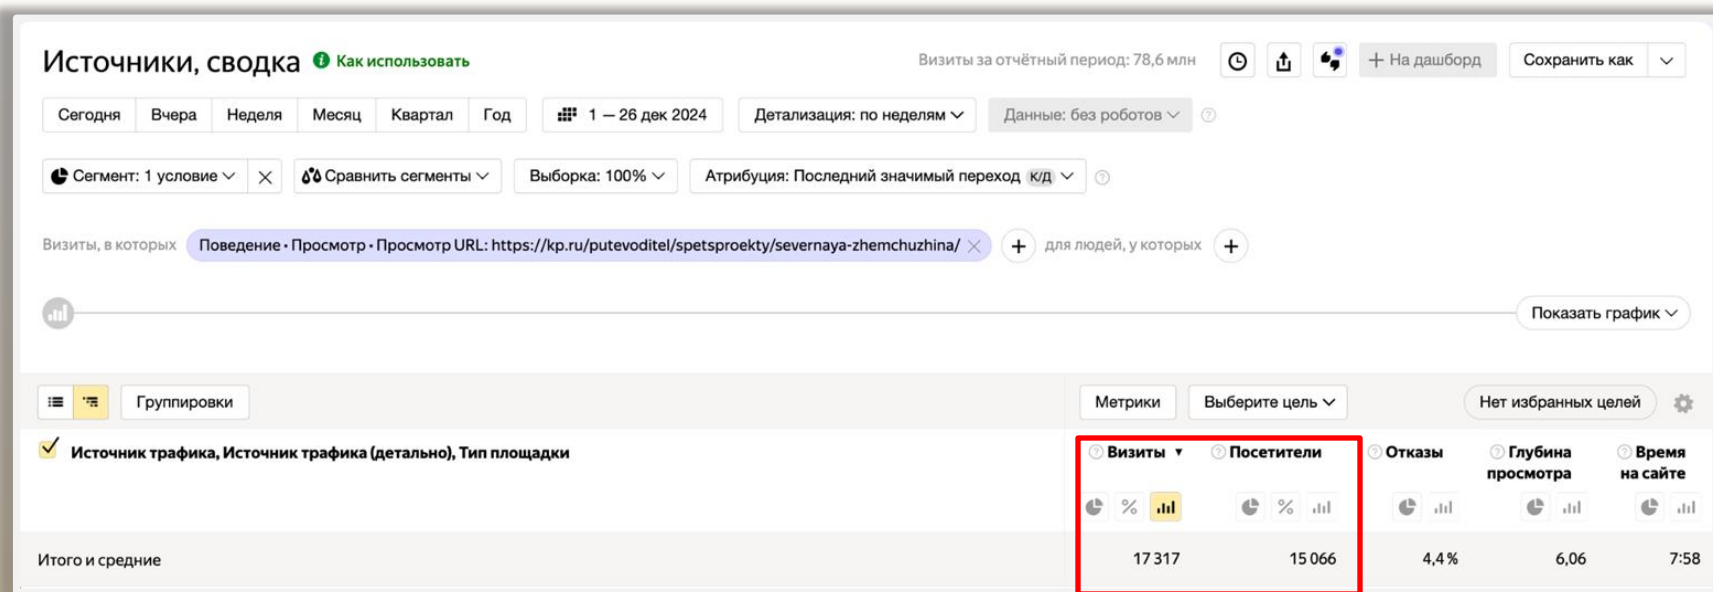 Источники, сводка Как использовать Визиты за отчётный период: 78,6 млн + На дашборд Сохранить как
Сегодня Вчера Неделя Месяц Квартал Год 1 — 26 дек 2024 Детализация: по неделям Данные: без роботов
Сегмент: 1 условие Сравнить сегменты Выборка: 100% Атрибуция: Последний значимый переход к/д
Визиты, в которых Поведение · Просмотр · Просмотр URL: https://kp.ru/putevoditel/spetsproekty/severnaya-zhemchuzhina/ × + для людей, у которых +
Показать график
Группировки Метрики Выберите цель Нет избранных целей
Источник трафика, Источник трафика (детально), Тип площадки Визиты ▼ Посетители Отказы Глубина Время
просмотра на сайте
% %
Итого и средние 17 317 15 066 4,4 % 6,06 7:58